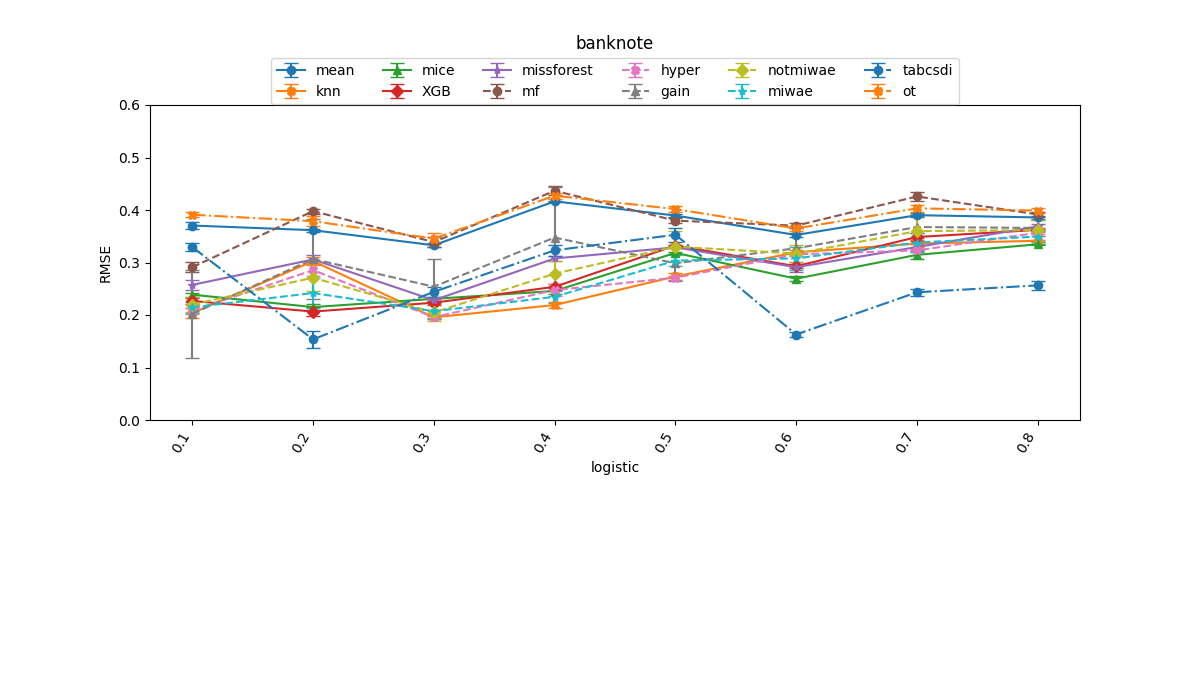 banknote
mean mice missforest hyper notmiwae tabcsdi
knn XGB mf gain miwae ot
0.6
0.5
0.4
0.3
0.2
0.1
0.0
RMSE
0.1 0.2 0.3 0.4 0.5 0.6 0.7 0.8
logistic